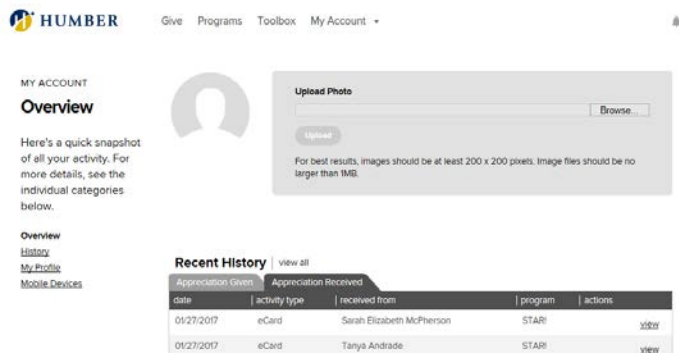 HUMBER
Give Programs Toolbox My Account
MY ACCOUNT
Overview
Here's a quick snapshot
of all your activity. For
more details, see the
individual categories
below.
Overview
History
My Profile
Mobile Devices
Upload Photo
Browse...
Upload
For best results, images should be at least 200 x 200 pixels. Image files should be no
larger than 1MB.
Recent History | view all
Appreciation Given Appreciation Received
date | activity type | received from | program | actions
01/27/2017 eCard Sarah Elizabeth McPherson STAR! view
01/27/2017 eCard Tanya Andrade STAR! view